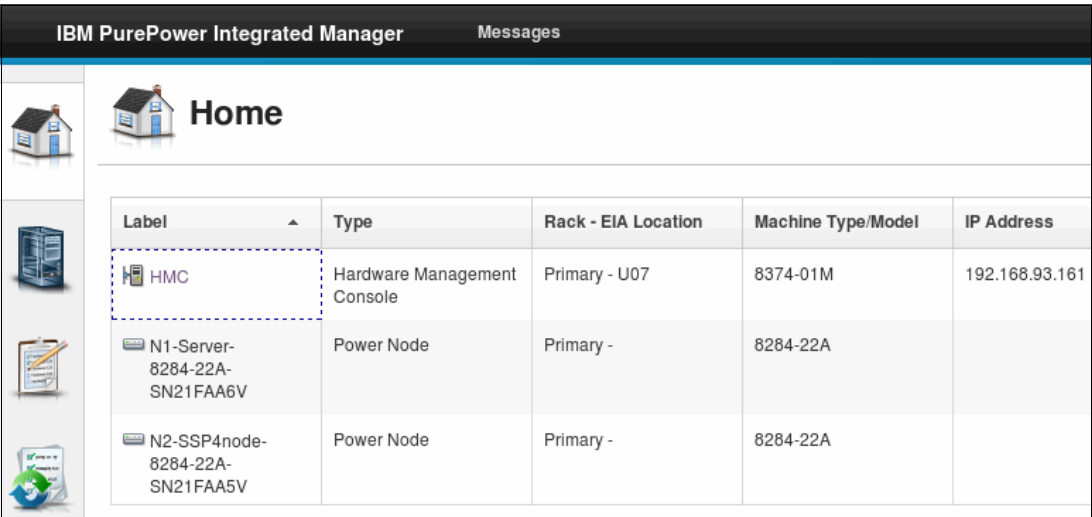 IBM PurePower Integrated Manager Messages
Home
Label Type Rack - EIA Location Machine Type/Model IP Address
HMC Hardware Management Primary - U07 8374-01M 192.168.93.161
Console
N1-Server- Power Node Primary - 8284-22A
8284-22A-
SN21FAA6V
N2-SSP4node- Power Node Primary - 8284-22A
8284-22A-
SN21FAA5V